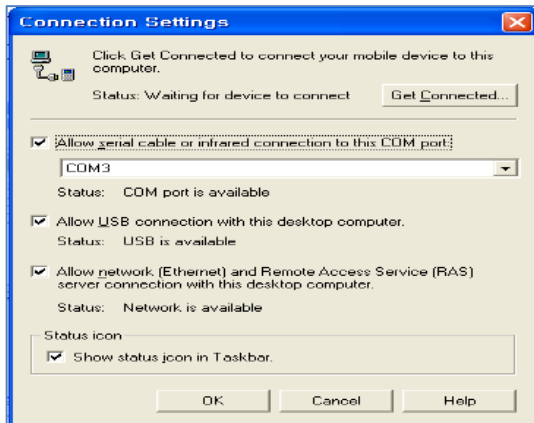 Connection Settings
Click Get Connected to connect your mobile device to this
computer.
Status: Waiting for device to connect
Get Connected...
Allow serial cable or infrared connection to this COM port:
COM3
Status: COM port is available
Allow USB connection with this desktop computer.
Status: USB is available
Allow network (Ethernet) and Remote Access Service (RAS)
server connection with this desktop computer.
Status: Network is available
Status icon
Show status icon in Taskbar.
OK
Cancel
Help